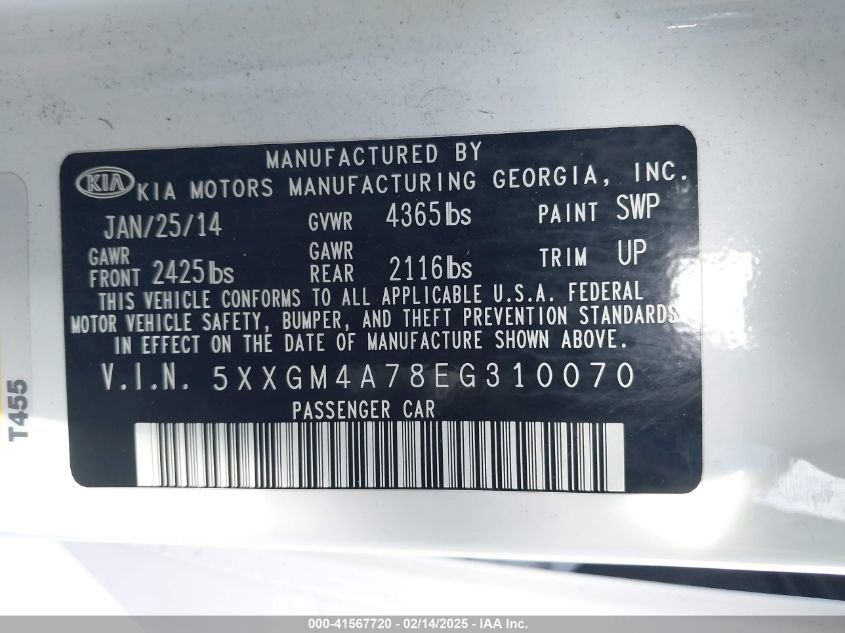 MANUFACTURED BY
KIA KIA MOTORS MANUFACTURING GEORGIA, INC.
JAN/25/14 GVWR 4365lbs PAINT SWP
GAWR FRONT 2425lbs GAWR REAR 2116lbs TRIM UP
THIS VEHICLE CONFORMS TO ALL APPLICABLE U.S.A. FEDERAL
MOTOR VEHICLE SAFETY, BUMPER, AND THEFT PREVENTION STANDARDS
IN EFFECT ON THE DATE OF MANUFACTURE SHOWN ABOVE.
V.I.N. 5XXGM4A78EG310070
PASSENGER CAR
T455
000-41567720 - 02/14/2025 - IAA Inc.